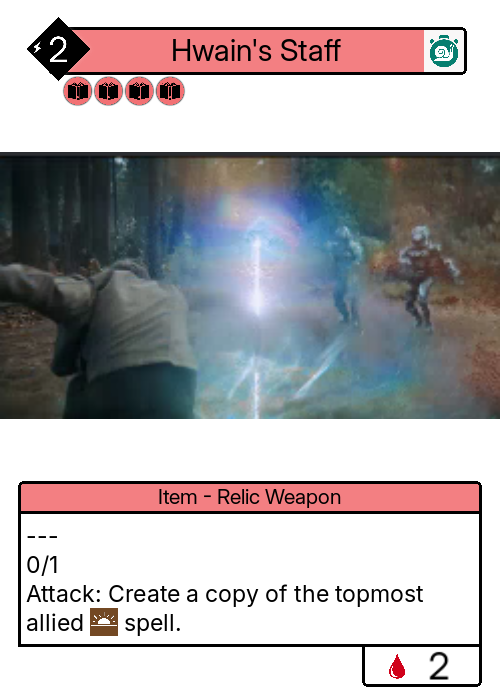 2
Hwain's Staff
Item - Relic Weapon
---
0/1
Attack: Create a copy of the topmost
allied spell.
2